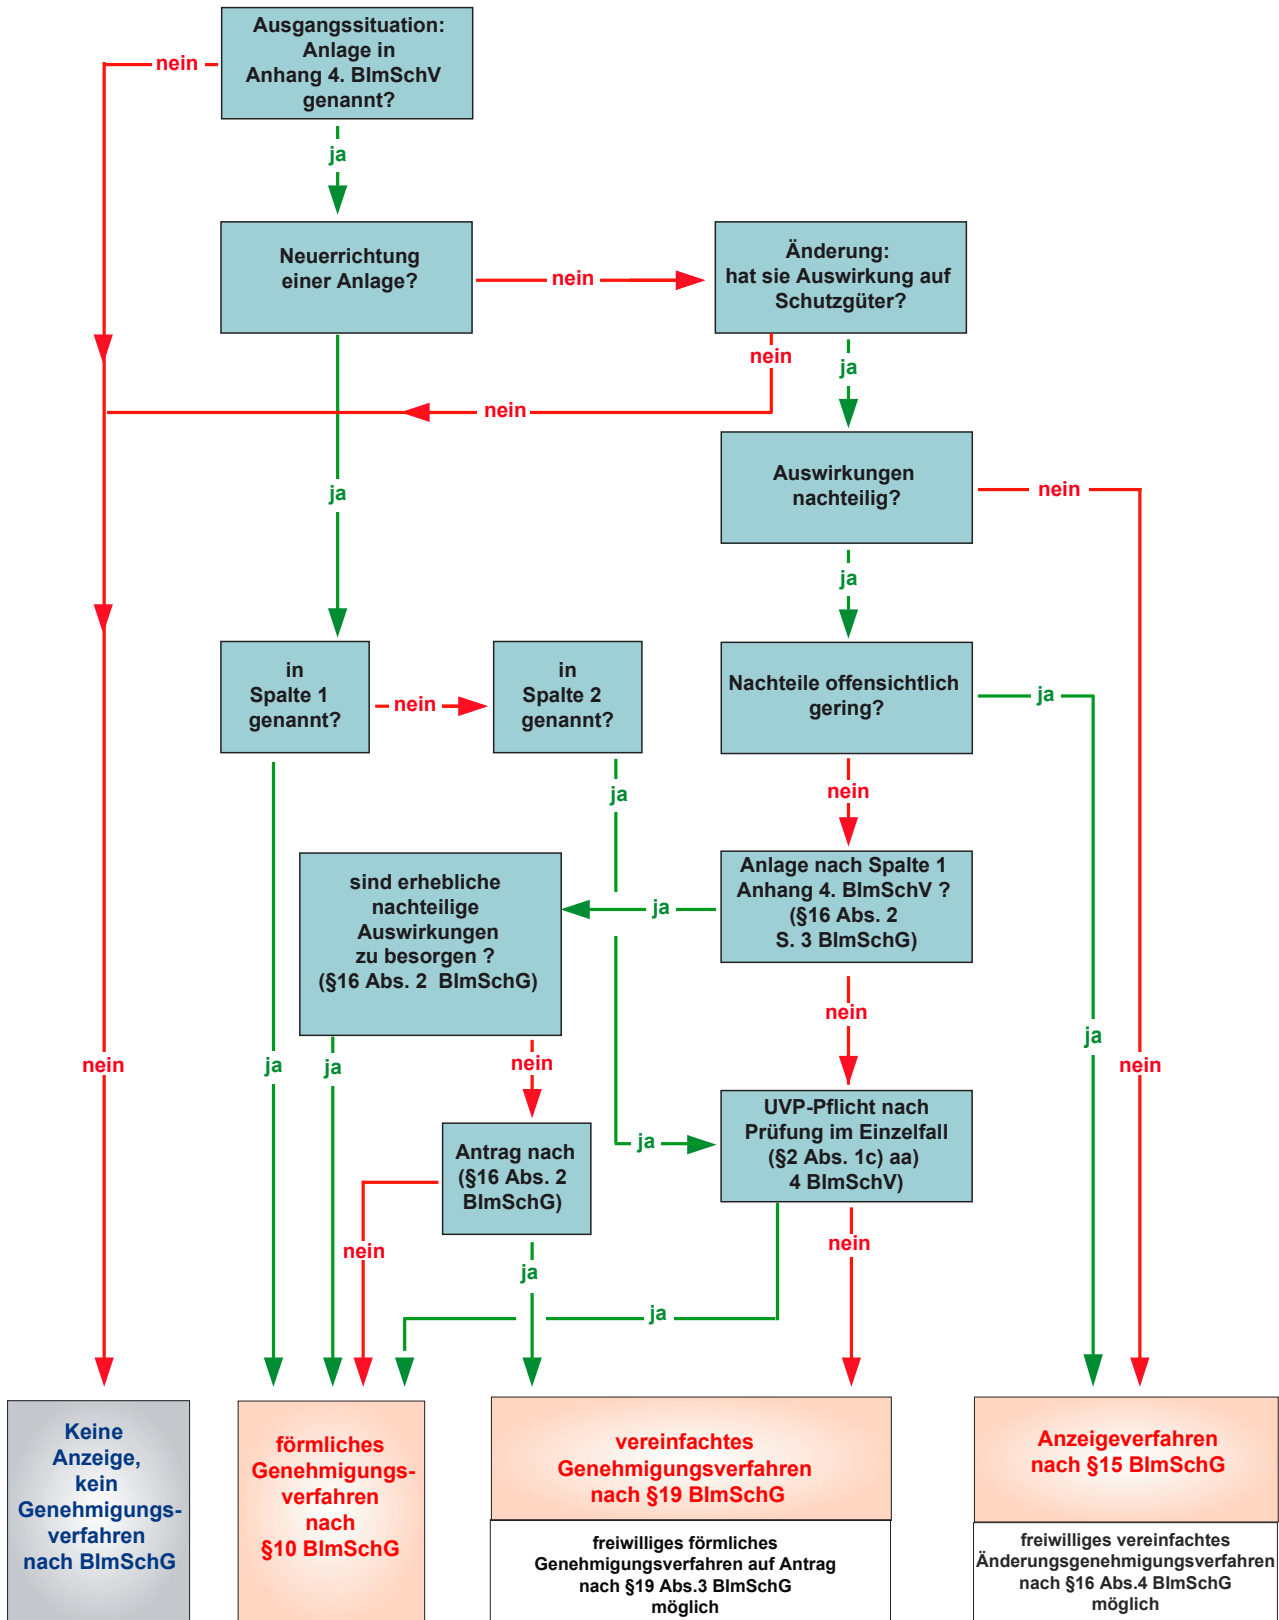 Ausgangssituation:
Anlage in
Anhang 4. BImSchV
genannt?
nein
ja
Neuerrichtung
einer Anlage?
nein
Änderung:
hat sie Auswirkung auf
Schutzgüter?
nein
ja
nein
Auswirkungen
nachteilig?
nein
ja
ja
in
Spalte 1
genannt?
nein
in
Spalte 2
genannt?
Nachteile offensichtlich
gering?
ja
nein
ja
Anlage nach Spalte 1
Anhang 4. BImSchV ?
(§16 Abs. 2
S. 3 BImSchG)
ja
sind erhebliche
nachteilige
Auswirkungen
zu besorgen ?
(§16 Abs. 2 BImSchG)
nein
nein
ja
ja
nein
ja
nein
UVP-Pflicht nach
Prüfung im Einzelfall
(§2 Abs. 1c) aa)
4 BImSchV)
ja
Antrag nach
(§16 Abs. 2
BImSchG)
nein
ja
nein
ja
Keine
Anzeige,
kein
Genehmigungs-
verfahren
nach BImSchG
förmliches
Genehmigungs-
verfahren
nach
§10 BImSchG
vereinfachtes
Genehmigungsverfahren
nach §19 BImSchG
freiwilliges förmliches
Genehmigungsverfahren auf Antrag
nach §19 Abs.3 BImSchG
möglich
Anzeigeverfahren
nach §15 BImSchG
freiwilliges vereinfachtes
Änderungsgenehmigungsverfahren
nach §16 Abs.4 BImSchG
möglich